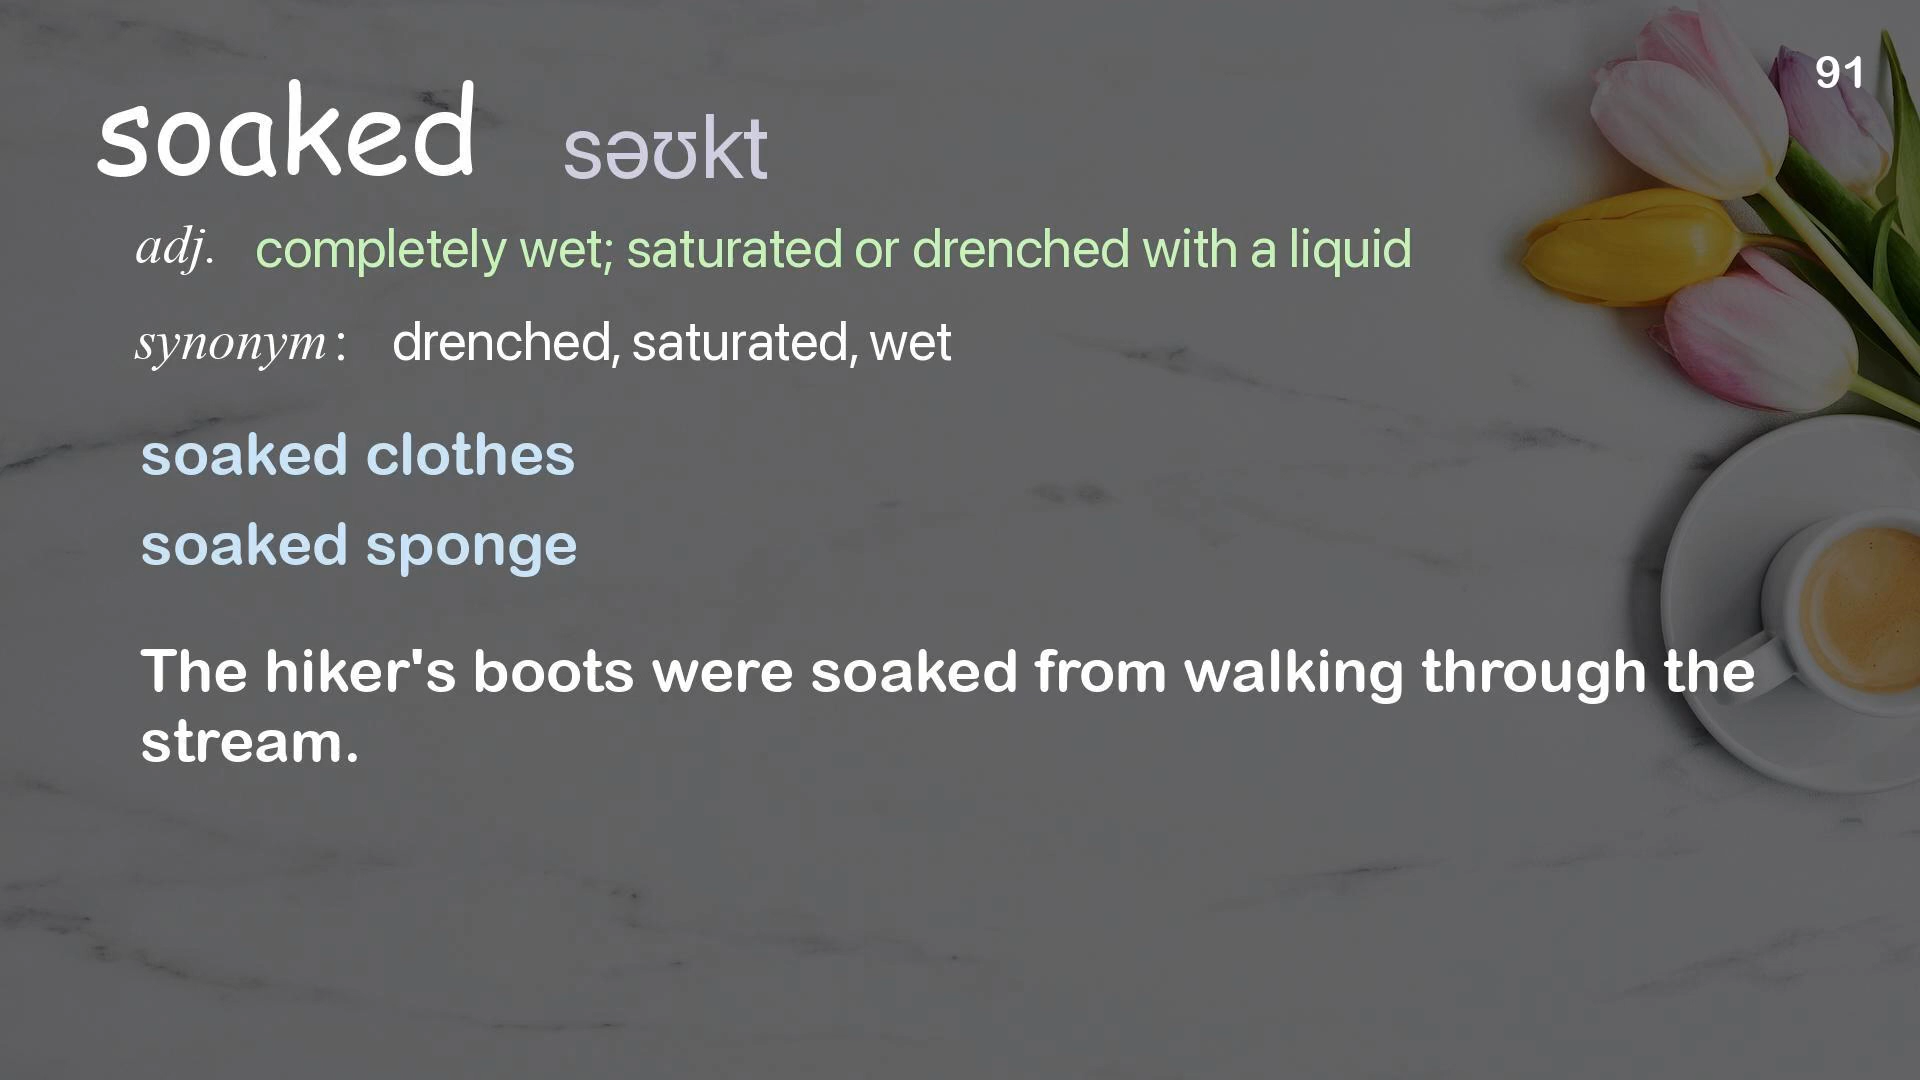 91
soaked səʊkt
adj. completely wet; saturated or drenched with a liquid
synonym: drenched, saturated, wet
soaked clothes
soaked sponge
The hiker's boots were soaked from walking through the
stream.